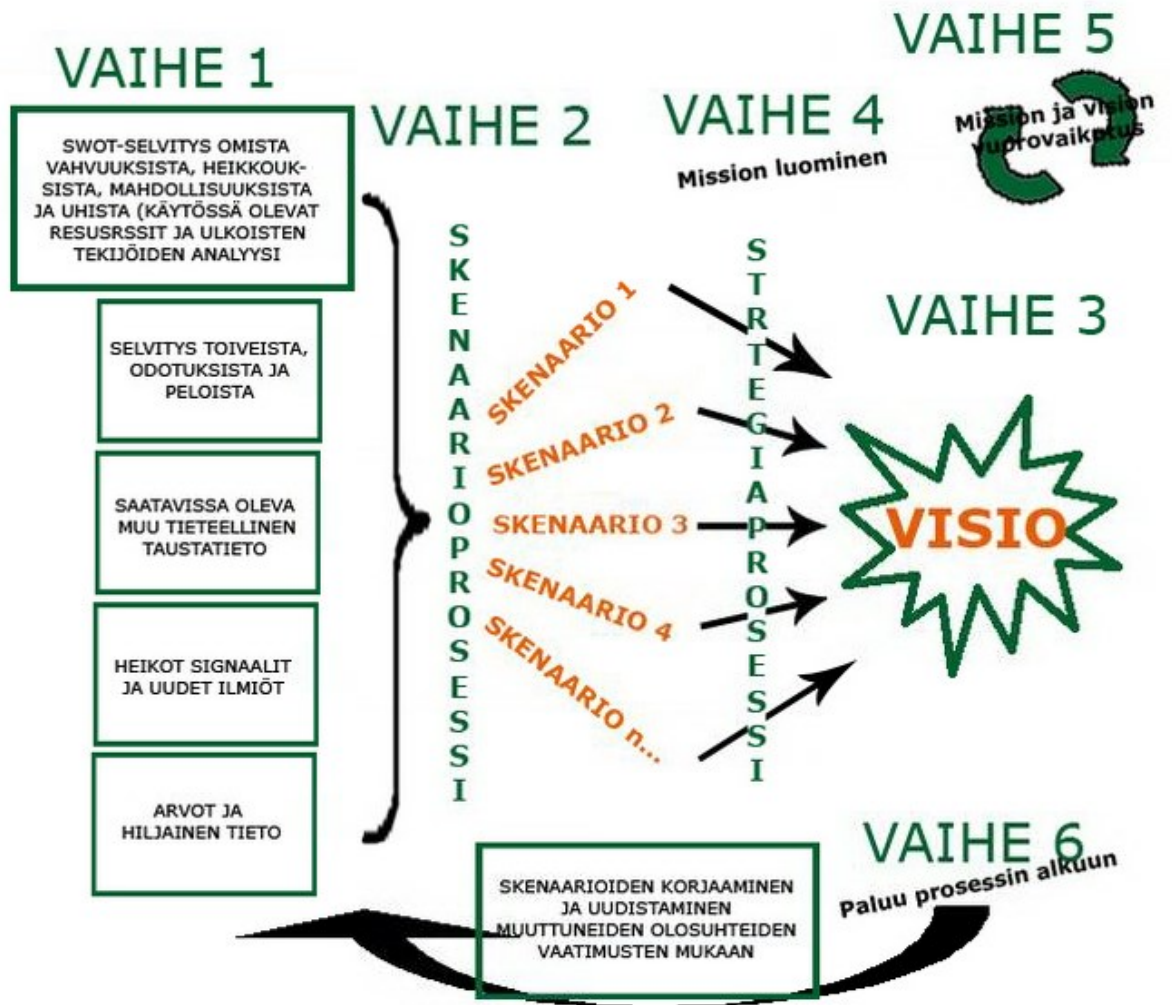 VAIHE 1
SWOT-SELVITYS OMISTA
VAHVUUKSISTA, HEIKKOUK-
SISTA, MAHDOLLISUUKSISTA
JA UHISTA (KÄYTÖSSÄ OLEVAT
RESUSRSSIT JA ULKOISTEN
TEKIJÖIDEN ANALYYSI
SELVITYS TOIVEISTA,
ODOTUKSISTA JA
PELOISTA
SAATAVISSA OLEVA
MUU TIETEELLINEN
TAUSTATIETO
HEIKOT SIGNAALIT
JA UUDET ILMIÖT
ARVOT JA
HILJAINEN TIETO
VAIHE 2
SKENAARIOPROSESSI
SKENAARIO 1
SKENAARIO 2
SKENAARIO 3
SKENAARIO 4
SKENAARIO n...
VAIHE 4
Mission luominen
STRTEGIAPROSESSI
VAIHE 5
Mission ja vision
vuprovaikotus
VAIHE 3
VISIO
VAIHE 6
Paluu prosessin alkuun
SKENAARIOIDEN KORJAAMINEN
JA UUDISTAMINEN
MUUTTUNEIDEN OLOSUHTEIDEN
VAATIMUSTEN MUKAAN